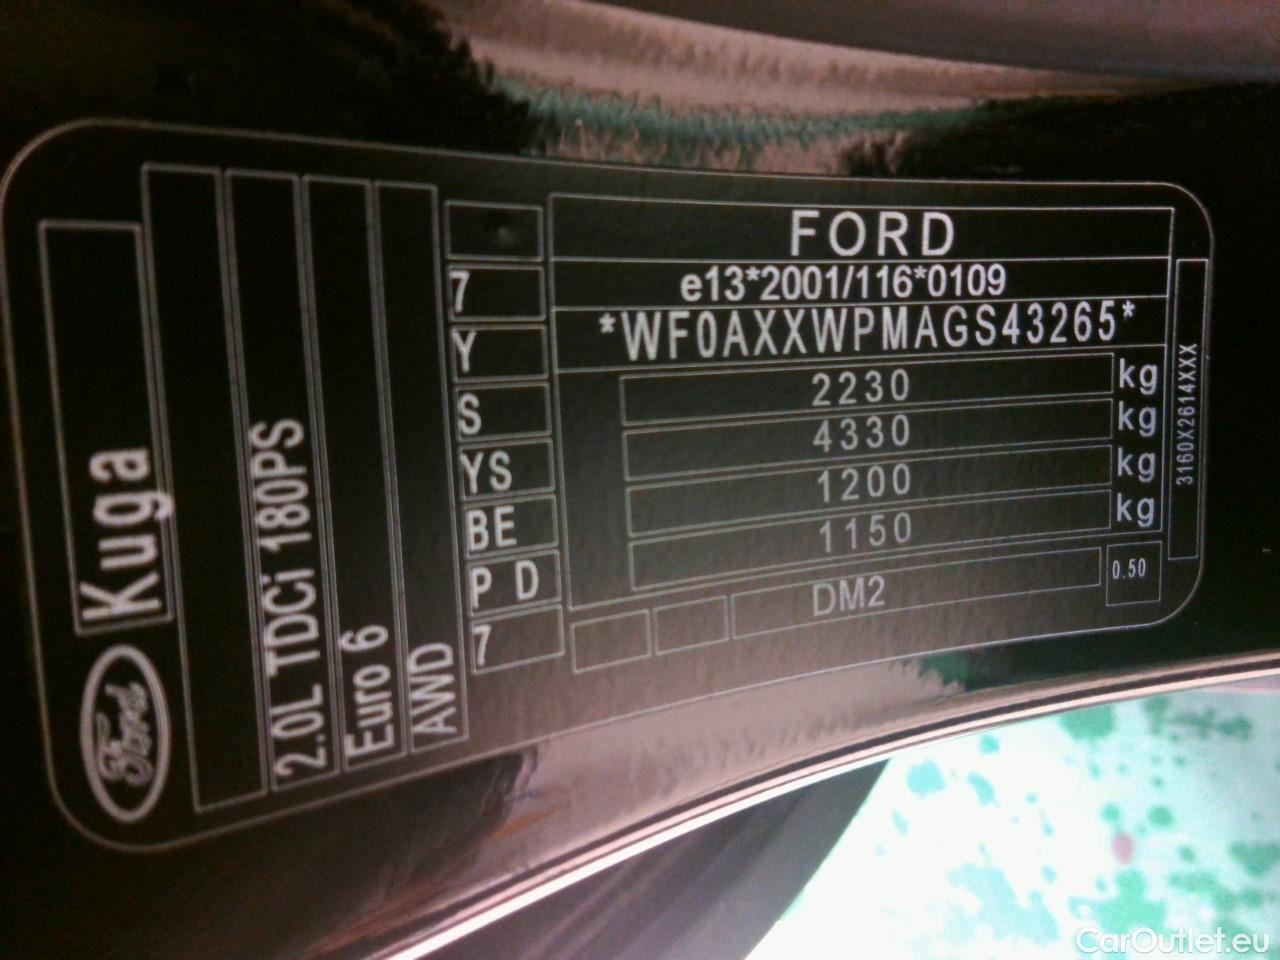 FORD
e13*2001/116*0109
*WF0AXXWPMAGS43265*
2230 kg
4330 kg
1200 kg
1150 kg
DM2
0.50
3160X2614XXX
7
Y
S
YS
BE
P D
7
Ford
Kuga
2.0L TDCi 180PS
Euro 6
AWD
CarOutlet.eu